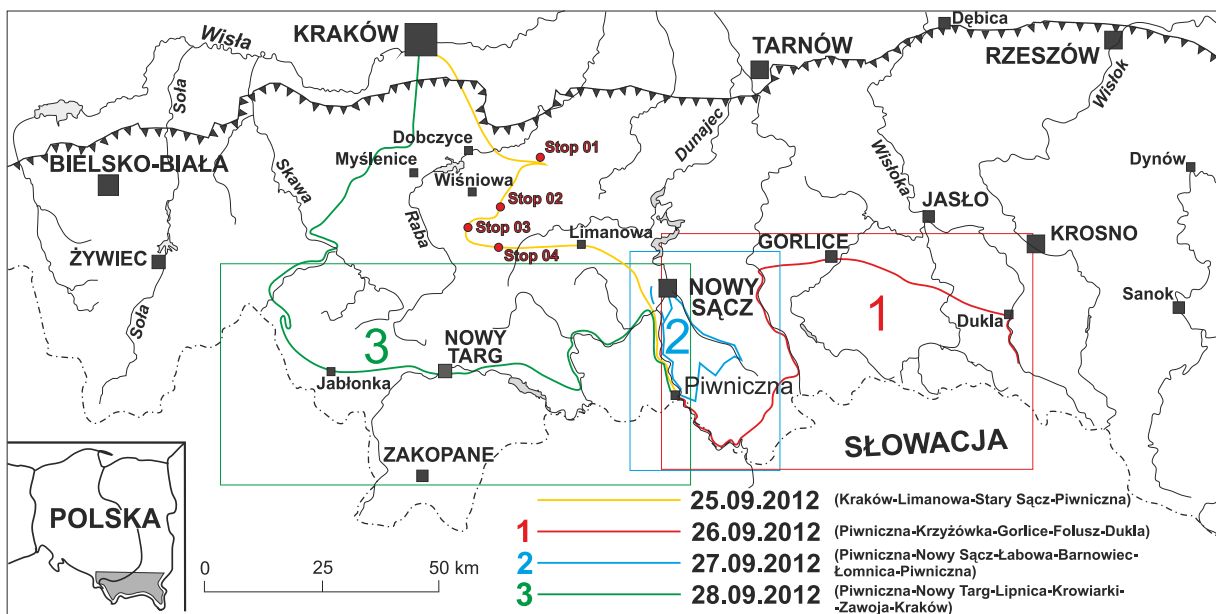 Dębica
KRAKÓW
Wisła
TARNÓW
RZESZÓW
Wisłok
Soła
Dunajec
Dobczyce
Stop 01
Myślenice
BIELSKO-BIAŁA
Skawa
Wiśniowa
Wisłoka
Dynów
Stop 02
JASŁO
Raba
Stop 03
Limanowa
Stop 04
GORLICE
KROSNO
ŻYWIEC
NOWY
SĄCZ
Sanok
Soła
1
Dukla
2
3
NOWY
TARG
Jabłonka
Piwniczna
SŁOWACJA
ZAKOPANE
POLSKA
25.09.2012 (Kraków-Limanowa-Stary Sącz-Piwniczna)
1 26.09.2012 (Piwniczna-Krzyżówka-Gorlice-Folusz-Dukla)
2 27.09.2012 (Piwniczna-Nowy Sącz-Łabowa-Barnowiec-
Łomnica-Piwniczna)
3 28.09.2012 (Piwniczna-Nowy Targ-Lipnica-Krowiarki-
-Zawoja-Kraków)
0 25 50 km